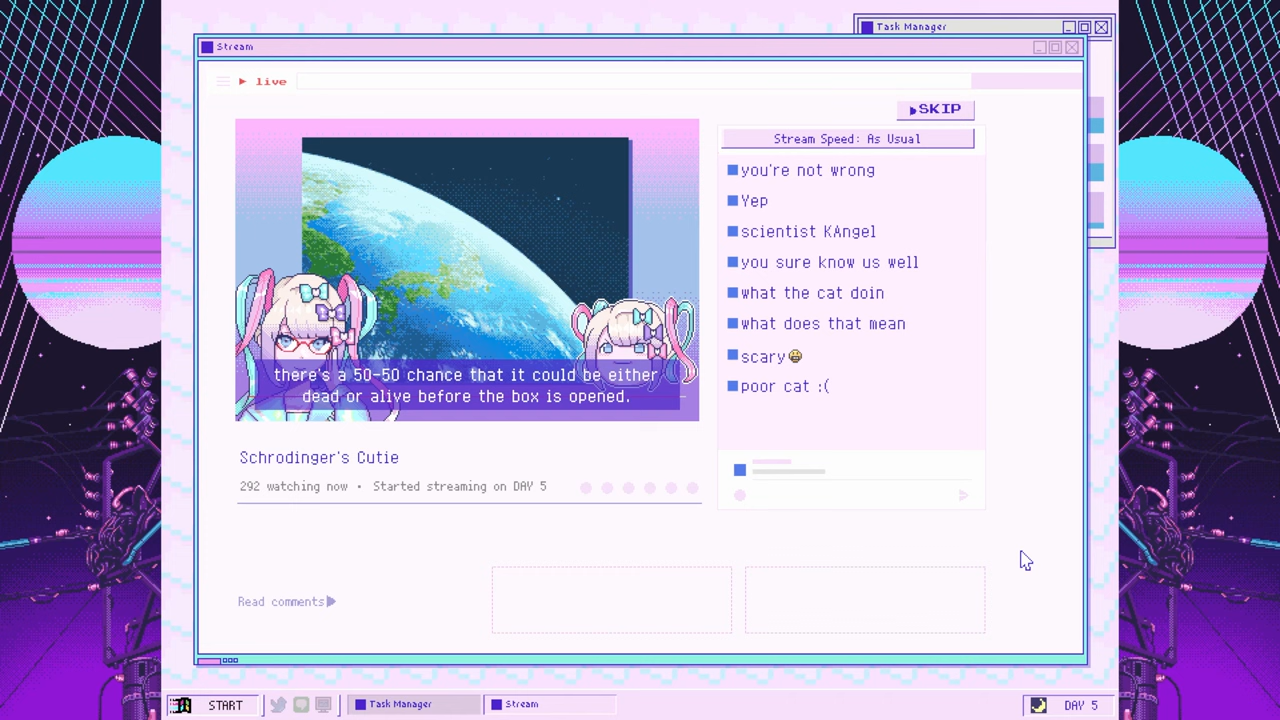 Task Manager
Stream
live
SKIP
Stream Speed: As Usual
you're not wrong
Yep
scientist KAngel
you sure know us well
what the cat doin
what does that mean
scary😀
poor cat :(
there's a 50-50 chance that it could be either
dead or alive before the box is opened.
Schrodinger's Cutie
292 watching now • Started streaming on DAY 5
Read comments
START
Task Manager
Stream
DAY 5